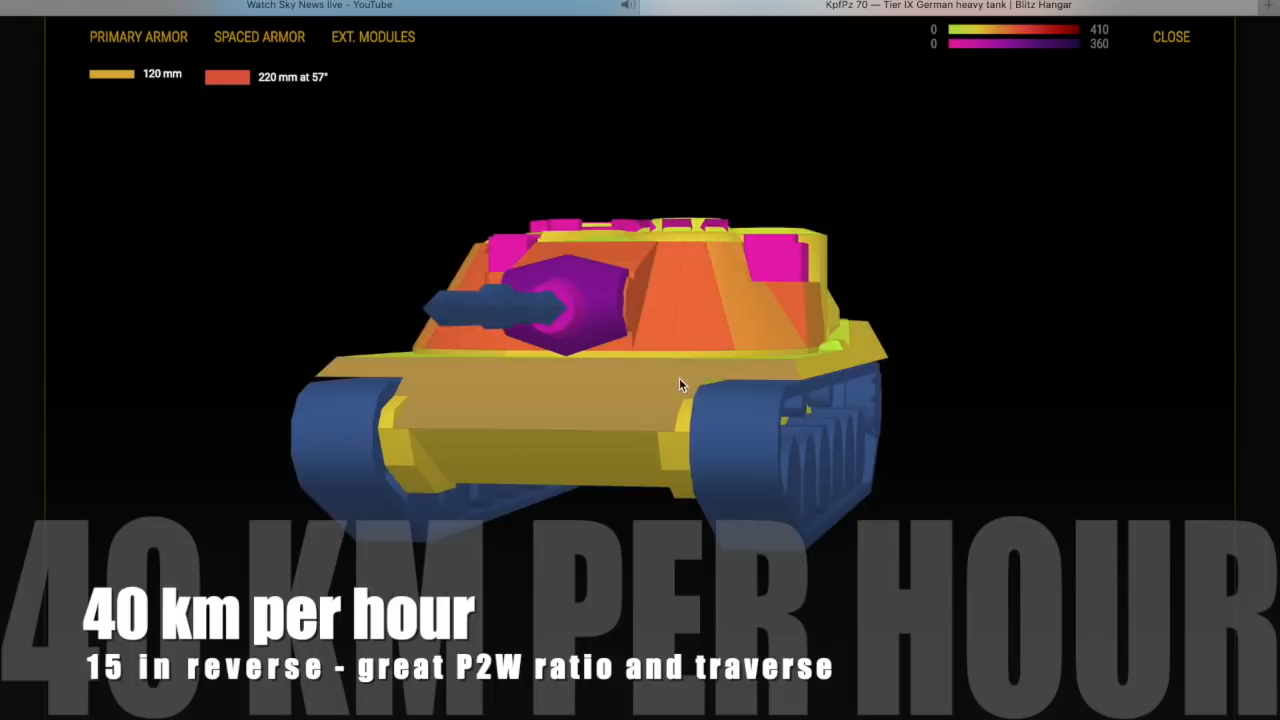 Watch Sky News live - YouTube
KpfPz 70 — Tier IX German heavy tank | Blitz Hangar
PRIMARY ARMOR SPACED ARMOR EXT. MODULES
0 410
0 360
CLOSE
120 mm 220 mm at 57°
40 KM PER HOUR
40 km per hour
15 in reverse - great P2W ratio and traverse